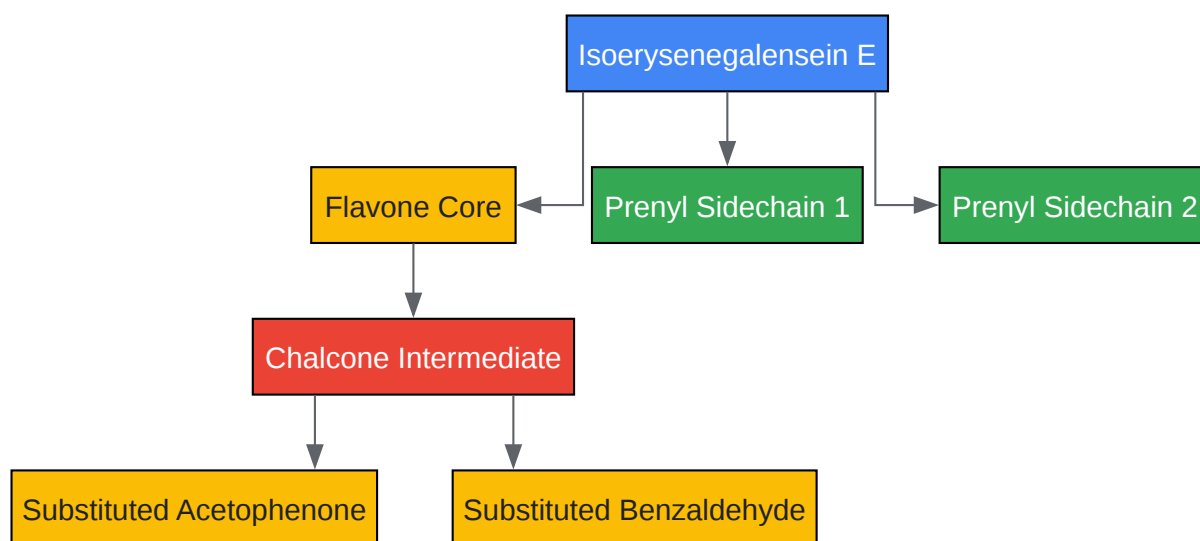 Isoerysenegalensein E
Flavone Core
Prenyl Sidechain 1
Prenyl Sidechain 2
Chalcone Intermediate
Substituted Acetophenone
Substituted Benzaldehyde